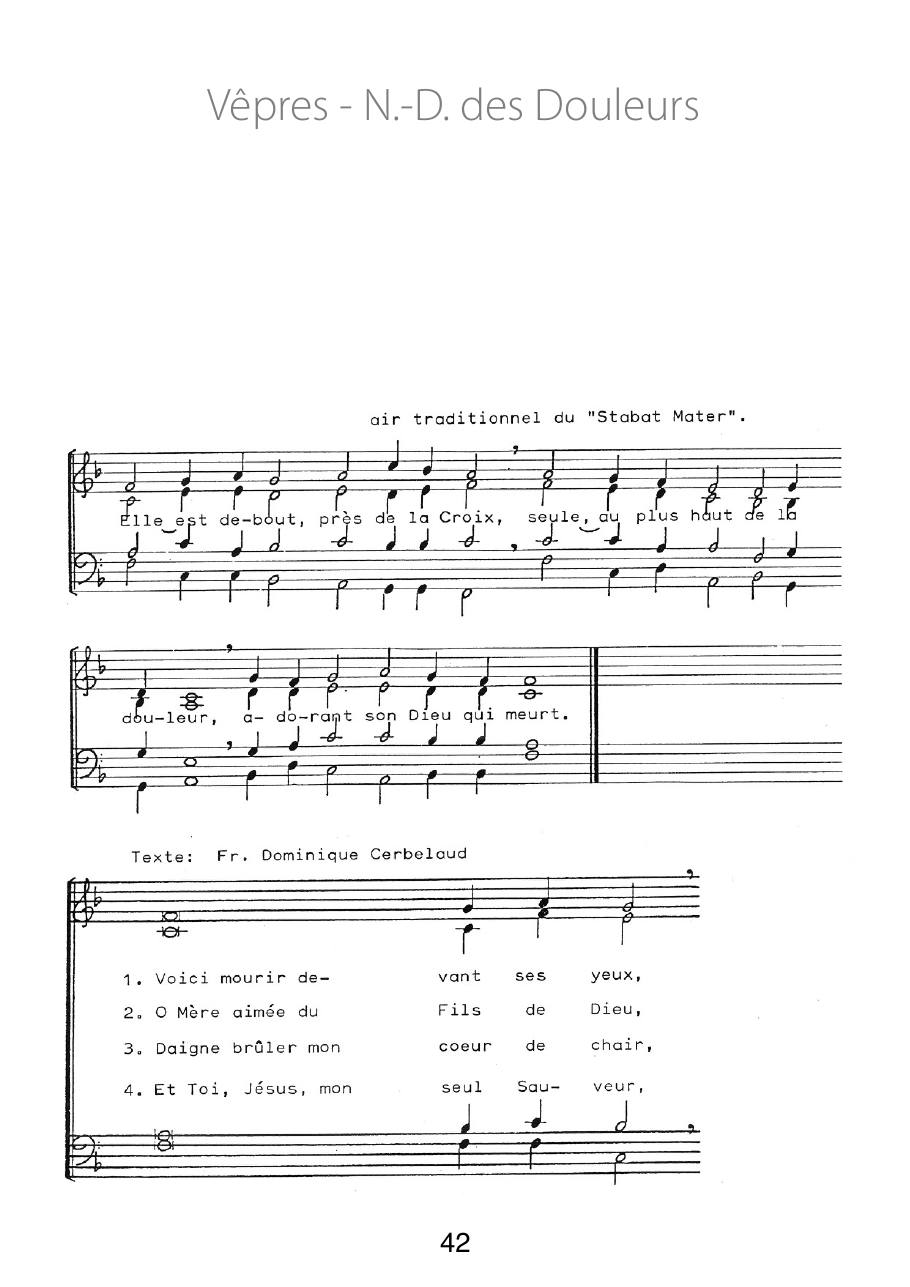 Vêpres - N.-D. des Douleurs
air traditionnel du "Stabat Mater".
Elle est de-bout, près de la Croix, seule, au plus haut de la
dou-leur, a- do-rant son Dieu qui meurt.
Texte: Fr. Dominique Cerbelaud
1. Voici mourir de- vant ses yeux,
2. O Mère aimée du Fils de Dieu,
3. Daigne brûler mon coeur de chair,
4. Et Toi, Jésus, mon seul Sau- veur,
42